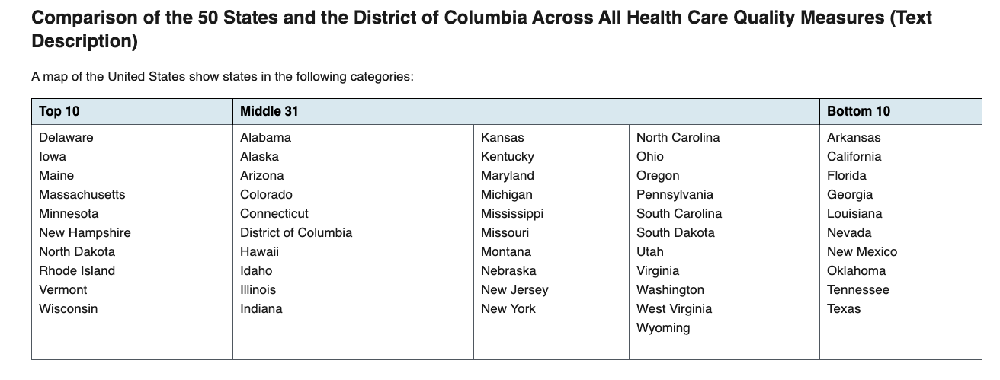 Comparison of the 50 States and the District of Columbia Across All Health Care Quality Measures (Text
Description)
A map of the United States show states in the following categories:
Top 10
Middle 31
Bottom 10
Delaware
Iowa
Maine
Massachusetts
Minnesota
New Hampshire
North Dakota
Rhode Island
Vermont
Wisconsin
Alabama
Alaska
Arizona
Colorado
Connecticut
District of Columbia
Hawaii
Idaho
Illinois
Indiana
Kansas
Kentucky
Maryland
Michigan
Mississippi
Missouri
Montana
Nebraska
New Jersey
New York
North Carolina
Ohio
Oregon
Pennsylvania
South Carolina
South Dakota
Utah
Virginia
Washington
West Virginia
Wyoming
Arkansas
California
Florida
Georgia
Louisiana
Nevada
New Mexico
Oklahoma
Tennessee
Texas